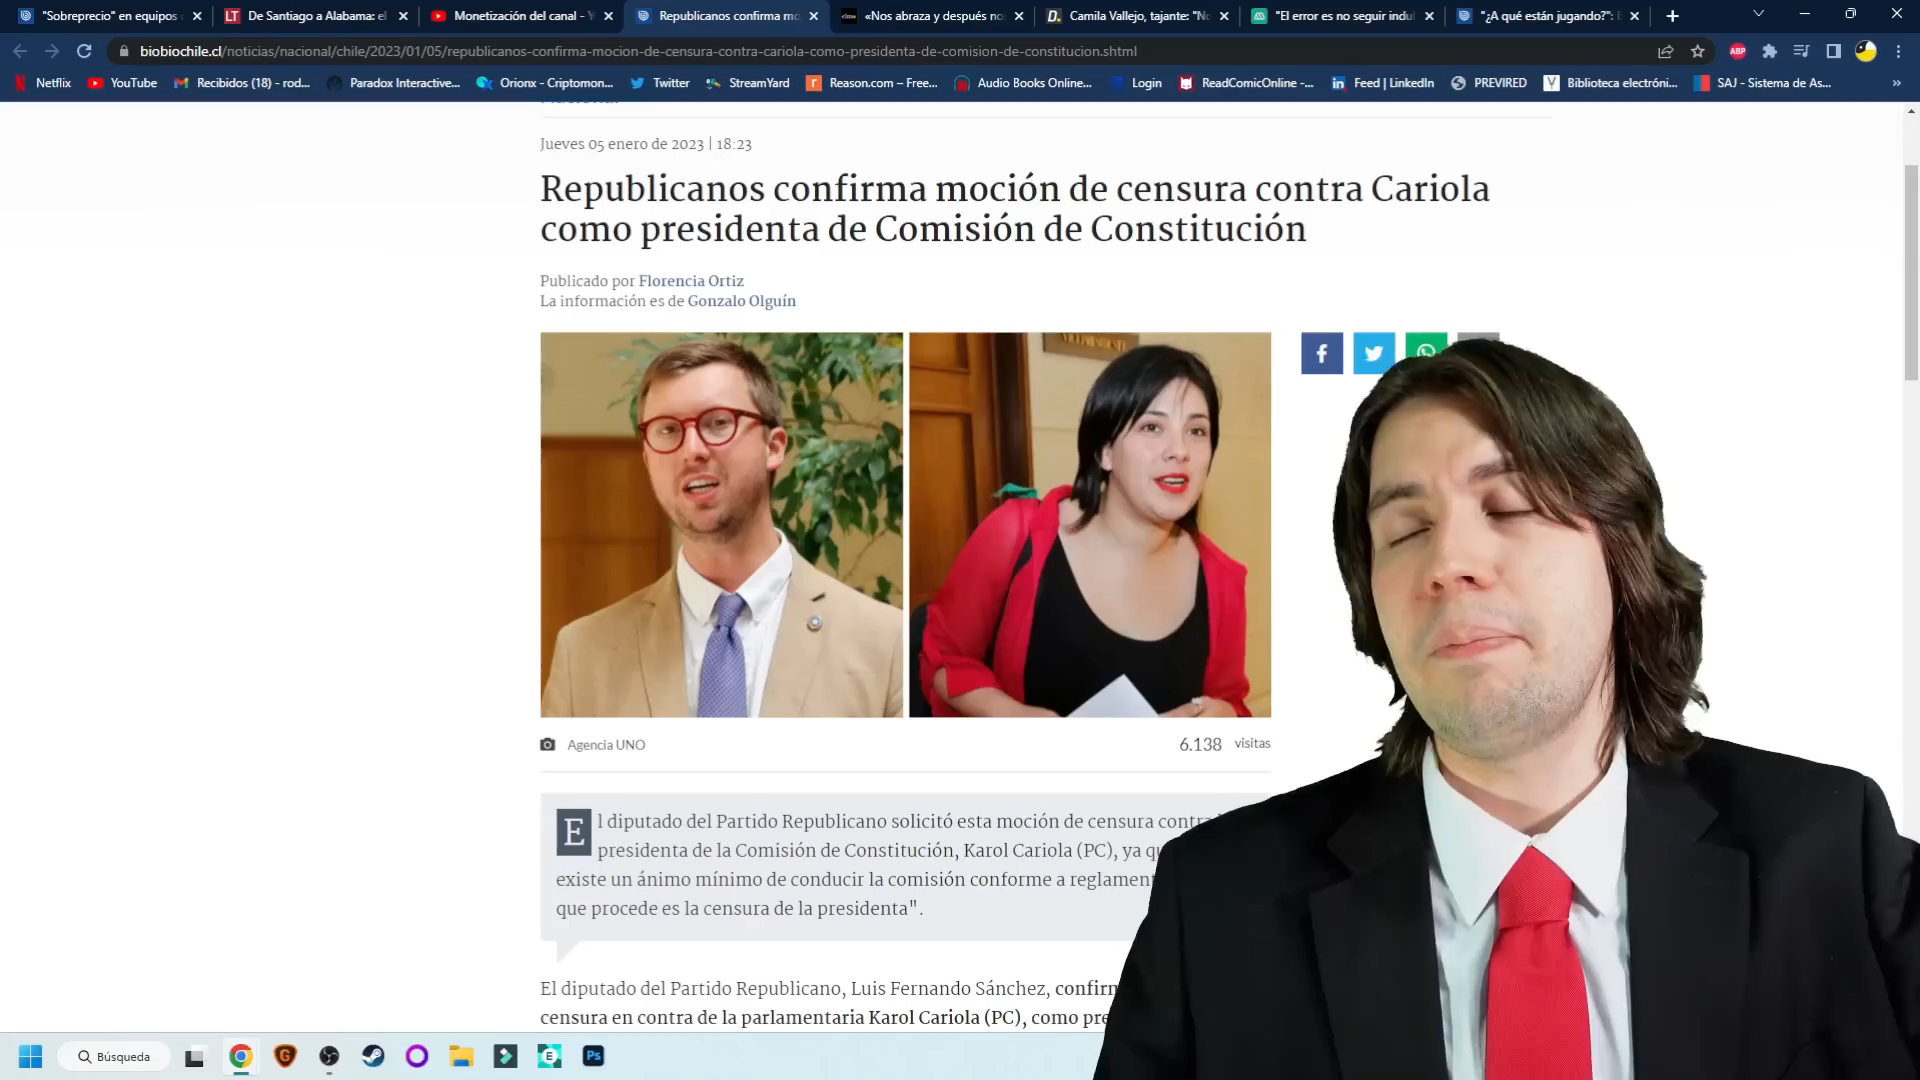 "Sobreprecio" en equipos
De Santiago a Alabama: el
Monetización del canal - Y
Republicanos confirma mo
«Nos abraza y después no
Camila Vallejo, tajante: "N
"El error es no seguir indu
"¿A qué están jugando?":
biobiochile.cl/noticias/nacional/chile/2023/01/05/republicanos-confirma-mocion-de-censura-contra-cariola-como-presidenta-de-comision-de-constitucion.shtml
ABP
Netflix
YouTube
Recibidos (18) - rod...
Paradox Interactive...
Orionx - Criptomon...
Twitter
StreamYard
Reason.com – Free...
Audio Books Online...
Login
ReadComicOnline -...
Feed | LinkedIn
PREVIRED
Biblioteca electróni...
SAJ - Sistema de As...
Jueves 05 enero de 2023 | 18:23
Republicanos confirma moción de censura contra Cariola
como presidenta de Comisión de Constitución
Publicado por Florencia Ortiz
La información es de Gonzalo Olguín
Agencia UNO
6.138 visitas
El diputado del Partido Republicano solicitó esta moción de censura contra
presidenta de la Comisión de Constitución, Karol Cariola (PC), ya qu
existe un ánimo mínimo de conducir la comisión conforme a reglament
que procede es la censura de la presidenta".
El diputado del Partido Republicano, Luis Fernando Sánchez, confirm
censura en contra de la parlamentaria Karol Cariola (PC), como pre
Búsqueda
Ps